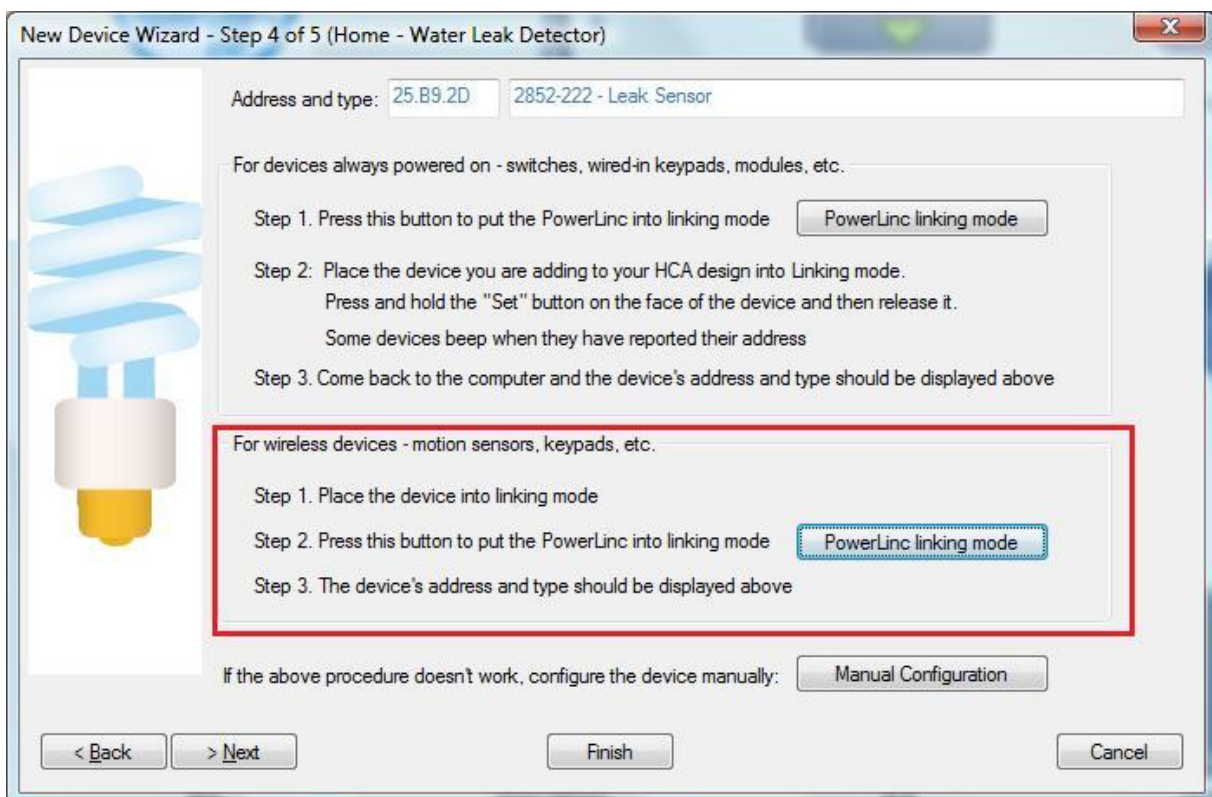 New Device Wizard - Step 4 of 5 (Home - Water Leak Detector)
Address and type: 25.B9.2D 2852-222 - Leak Sensor
For devices always powered on - switches, wired-in keypads, modules, etc.
Step 1. Press this button to put the PowerLinc into linking mode PowerLinc linking mode
Step 2: Place the device you are adding to your HCA design into Linking mode.
Press and hold the "Set" button on the face of the device and then release it.
Some devices beep when they have reported their address
Step 3. Come back to the computer and the device's address and type should be displayed above
For wireless devices - motion sensors, keypads, etc.
Step 1. Place the device into linking mode
Step 2. Press this button to put the PowerLinc into linking mode PowerLinc linking mode
Step 3. The device's address and type should be displayed above
If the above procedure doesn't work, configure the device manually: Manual Configuration
< Back > Next Finish Cancel